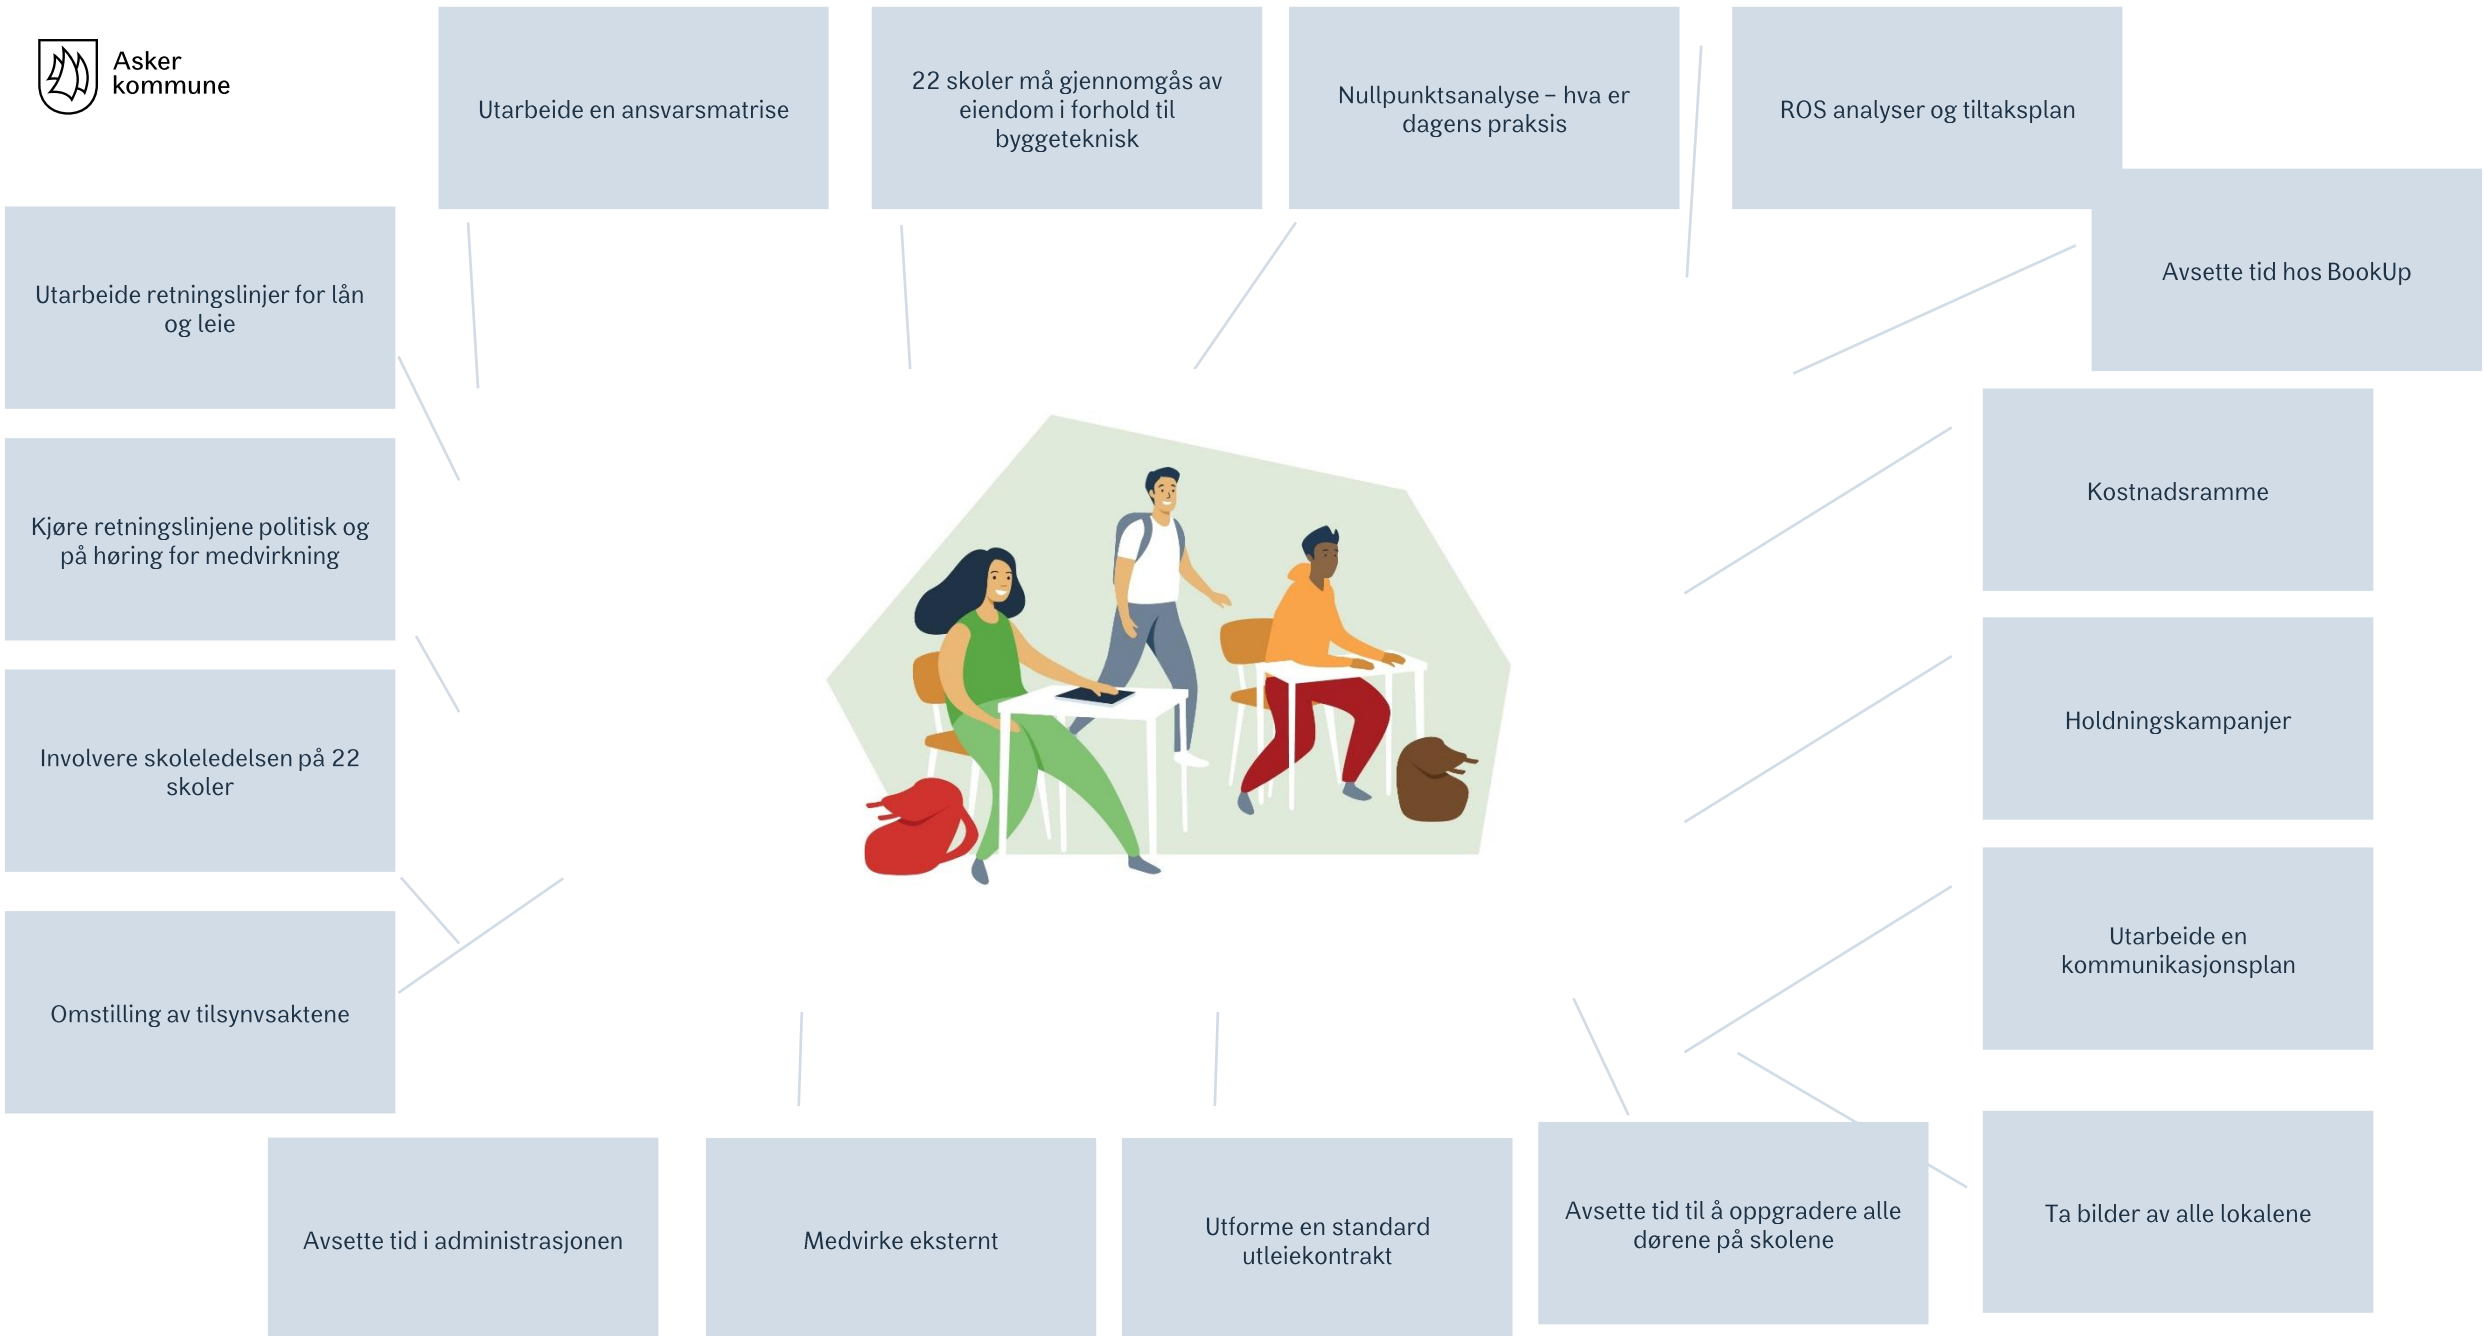 Asker
kommune
Utarbeide en ansvarsmatrise
22 skoler må gjennomgås av
eiendom i forhold til
byggeteknisk
Nullpunktsanalyse – hva er
dagens praksis
ROS analyser og tiltaksplan
Avsette tid hos BookUp
Utarbeide retningslinjer for lån
og leie
Kjøre retningslinjene politisk og
på høring for medvirkning
Involvere skoleledelsen på 22
skoler
Omstilling av tilsynvsaktene
Kostnadsramme
Holdningskampanjer
Utarbeide en
kommunikasjonsplan
Avsette tid i administrasjonen
Medvirke eksternt
Utforme en standard
utleiekontrakt
Avsette tid til å oppgradere alle
dørene på skolene
Ta bilder av alle lokalene